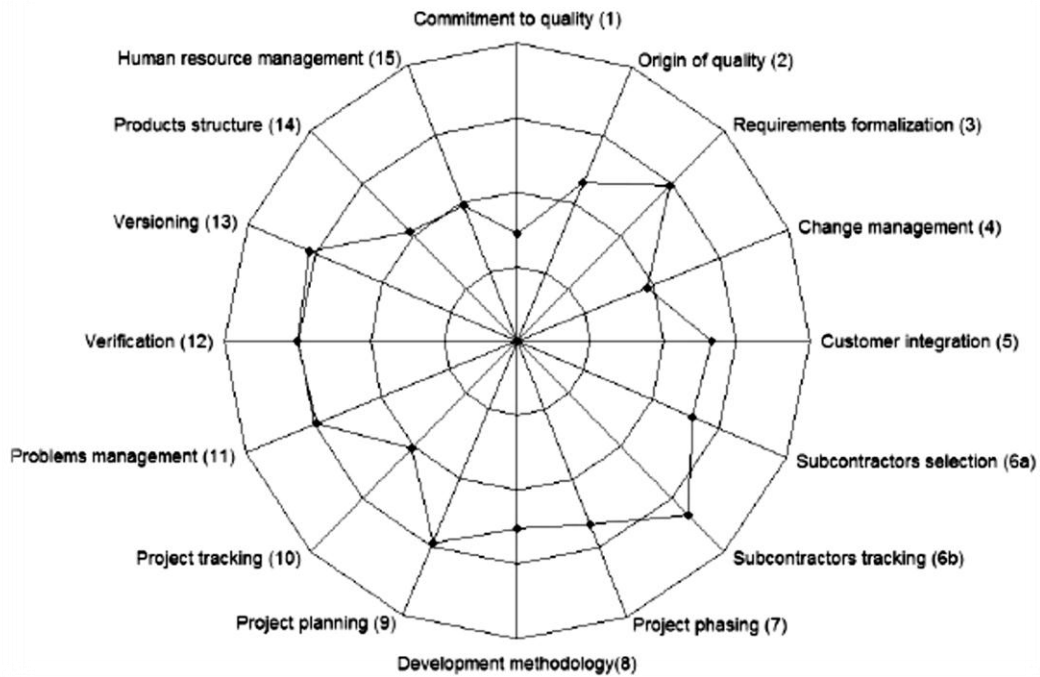 Commitment to quality (1)
Human resource management (15)
Origin of quality (2)
Products structure (14)
Requirements formalization (3)
Versioning (13)
Change management (4)
Verification (12)
Customer integration (5)
Problems management (11)
Subcontractors selection (6a)
Project tracking (10)
Subcontractors tracking (6b)
Project planning (9)
Project phasing (7)
Development methodology(8)